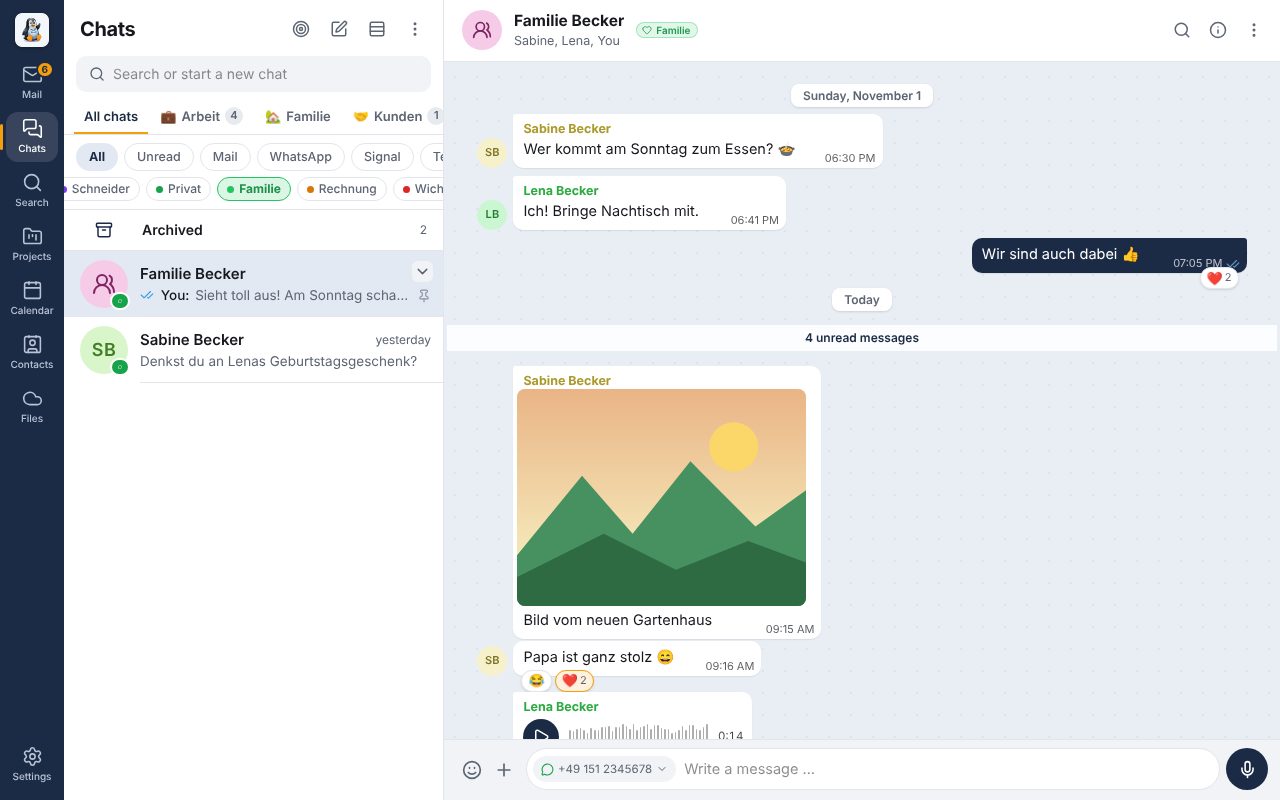 6
Mail
Chats
Search
Projects
Calendar
Contacts
Files
Settings
Chats
Search or start a new chat
All chats
💼 Arbeit 4
🏡 Familie
🤝 Kunden 1
All
Unread
Mail
WhatsApp
Signal
Te
Schneider
Privat
Familie
Rechnung
Wich
Archived 2
Familie Becker
You: Sieht toll aus! Am Sonntag scha...
Sabine Becker yesterday
SB
Denkst du an Lenas Geburtstagsgeschenk?
Familie Becker
Familie
Sabine, Lena, You
Sunday, November 1
Sabine Becker
SB
Wer kommt am Sonntag zum Essen? 🍲
06:30 PM
Lena Becker
LB
Ich! Bringe Nachtisch mit.
06:41 PM
Wir sind auch dabei 👍
07:05 PM
❤️ 2
Today
4 unread messages
Sabine Becker
Bild vom neuen Gartenhaus
09:15 AM
SB
Papa ist ganz stolz 😄
09:16 AM
😂 ❤️ 2
Lena Becker
0:14
+49 151 2345678
Write a message ...